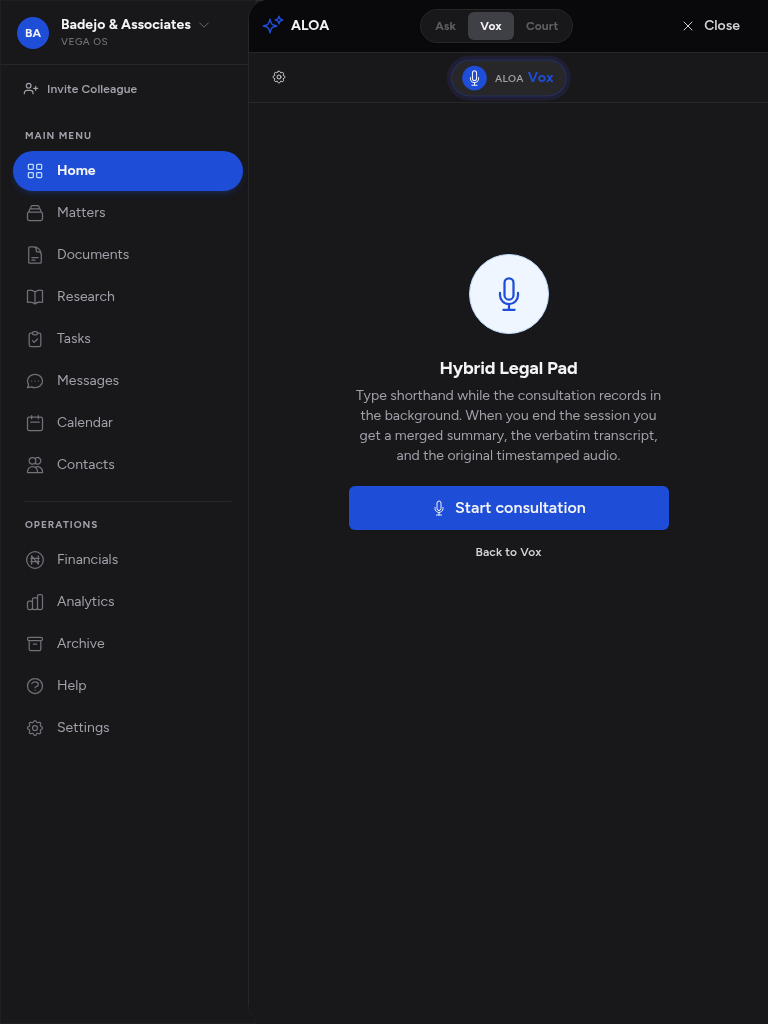 BA
Badejo & Associates
VEGA OS
Invite Colleague
MAIN MENU
Home
Matters
Documents
Research
Tasks
Messages
Calendar
Contacts
OPERATIONS
Financials
Analytics
Archive
Help
Settings
ALOA
Ask
Vox
Court
Close
ALOA Vox
Hybrid Legal Pad
Type shorthand while the consultation records in
the background. When you end the session you
get a merged summary, the verbatim transcript,
and the original timestamped audio.
Start consultation
Back to Vox